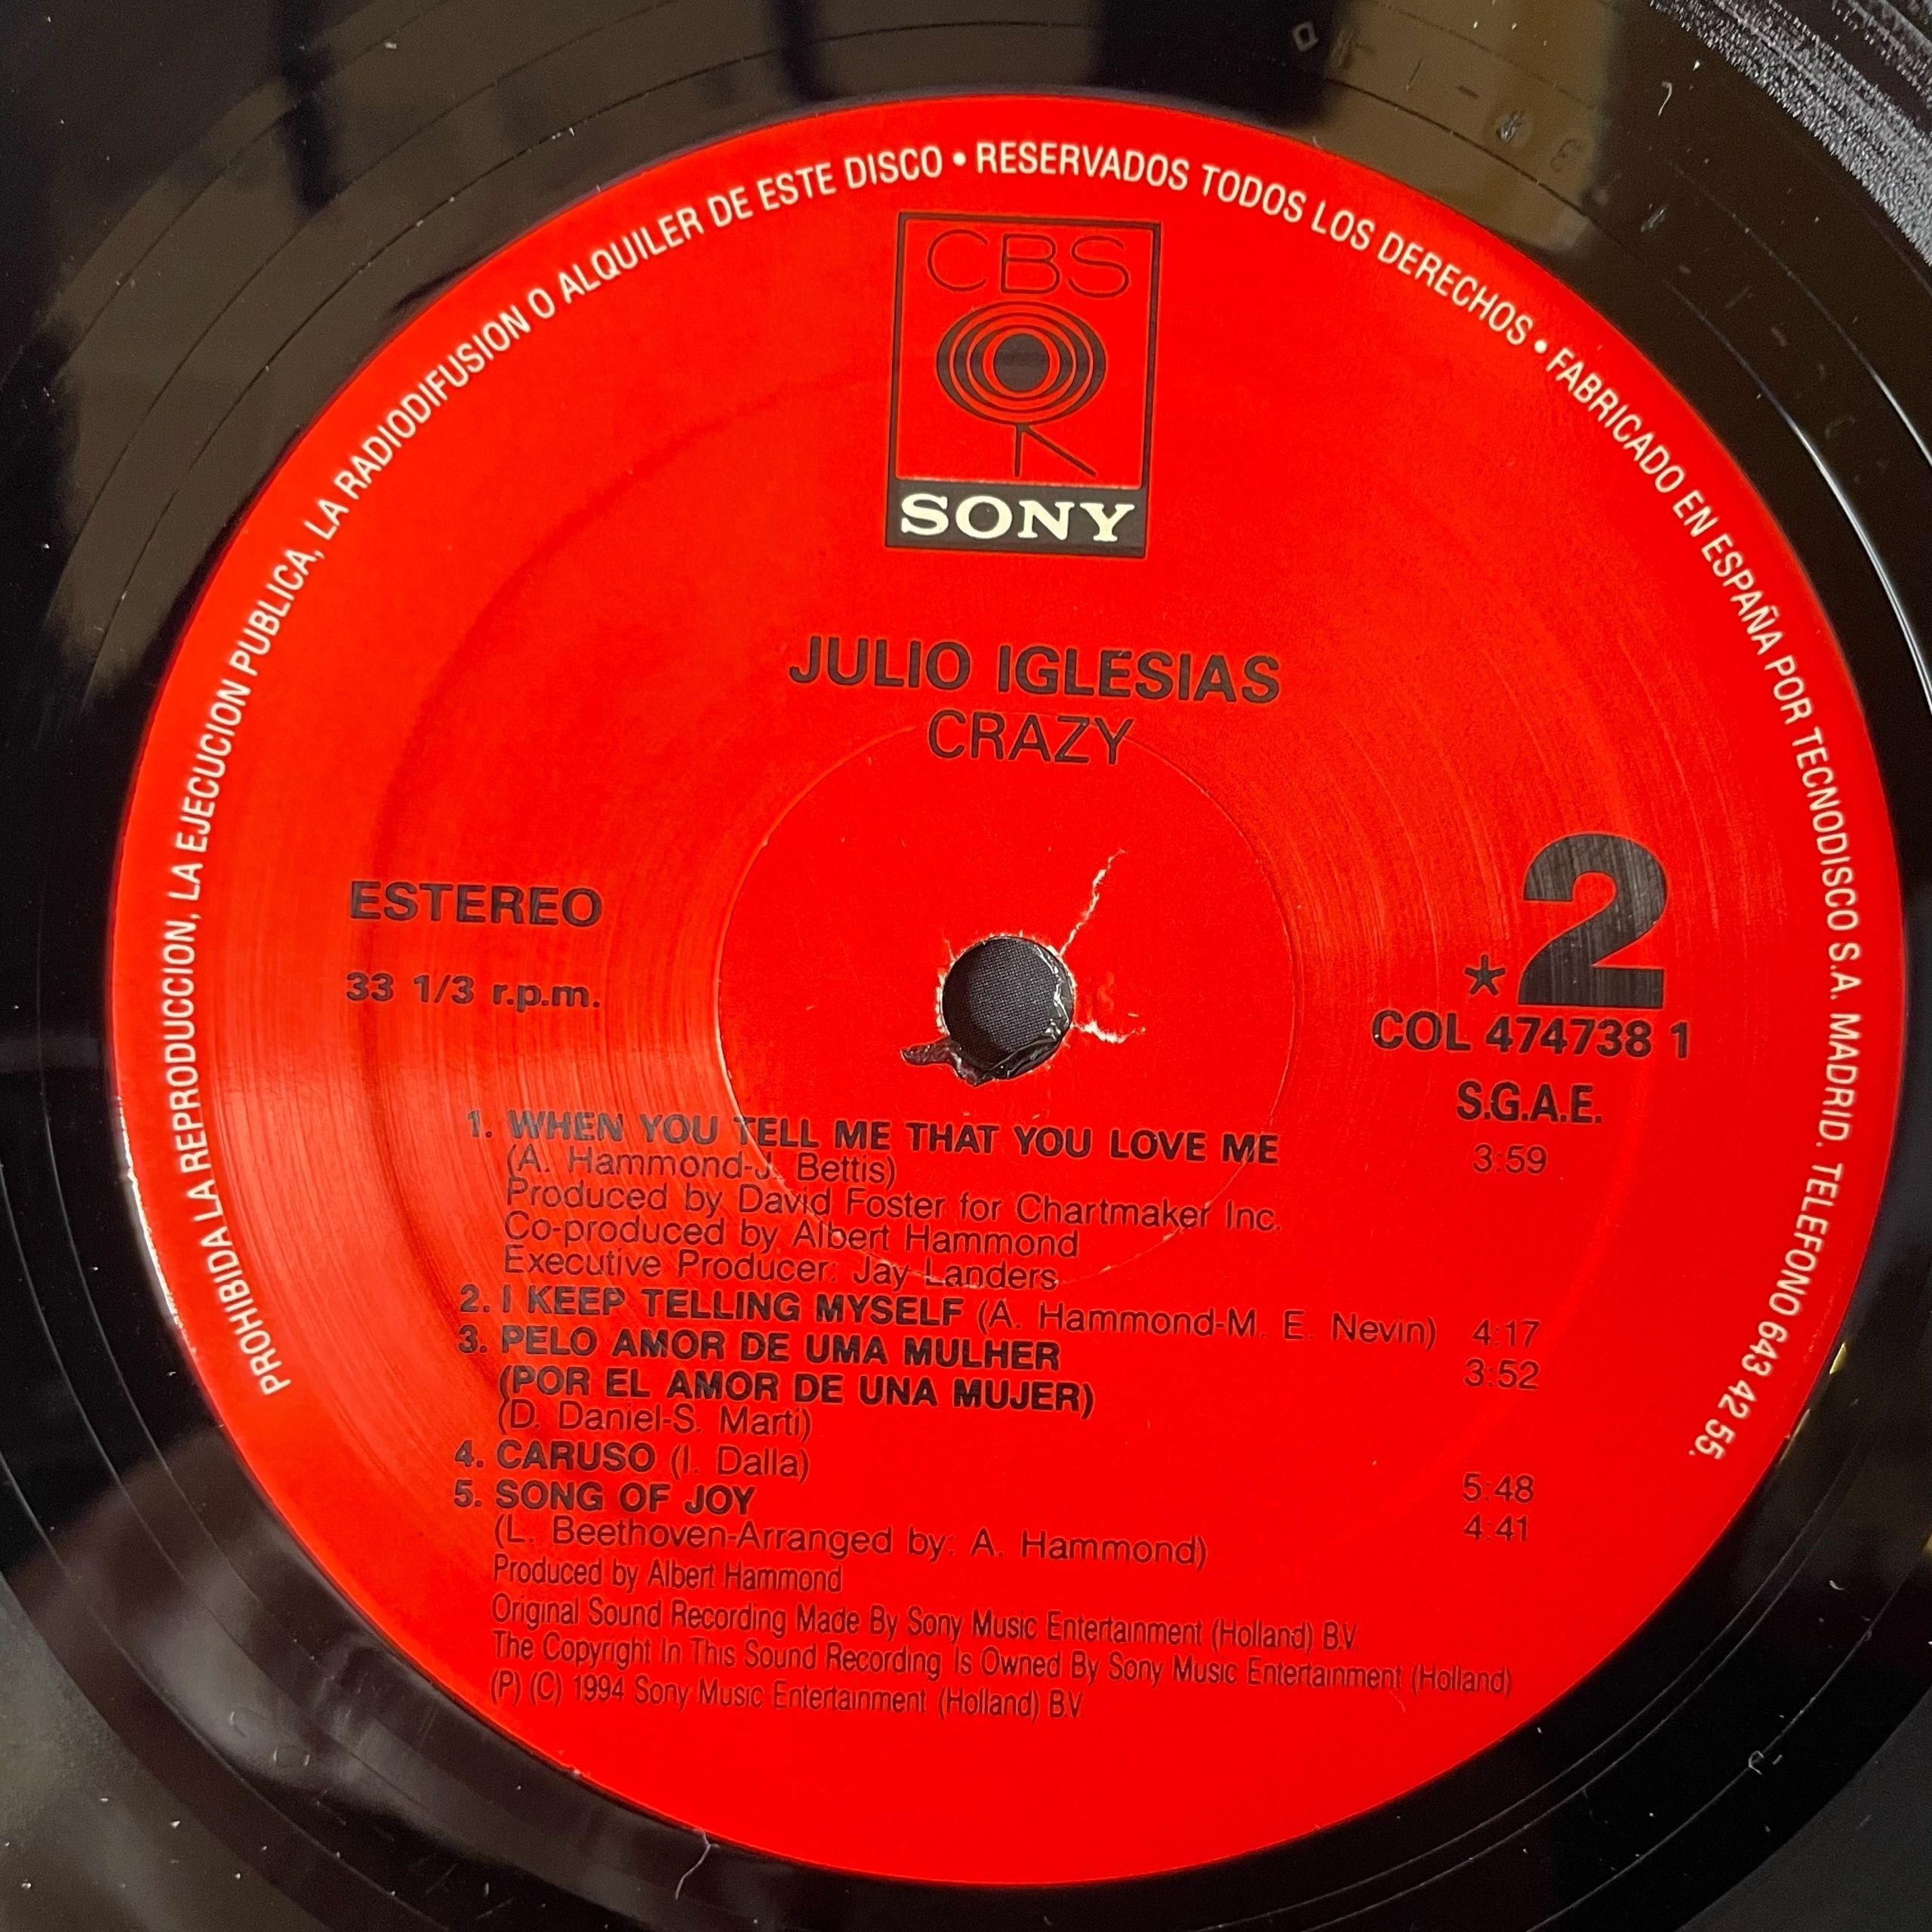 PROHIBIDA LA REPRODUCCION, LA EJECUCION PUBLICA, LA RADIODIFUSION O ALQUILER DE ESTE DISCO • RESERVADOS TODOS LOS DERECHOS • FABRICADO EN ESPAÑA POR TECNODISCO S.A. MADRID. TELEFONO 643 42 55.
CBS
SONY
JULIO IGLESIAS
CRAZY
ESTEREO
33 1/3 r.p.m.
*2
COL 474738 1
S.G.A.E.
1. WHEN YOU TELL ME THAT YOU LOVE ME 3:59
(A. Hammond-J. Bettis)
Produced by David Foster for Chartmaker Inc.
Co-produced by Albert Hammond
Executive Producer: Jay Landers
2. I KEEP TELLING MYSELF (A. Hammond-M. E. Nevin) 4:17
3. PELO AMOR DE UMA MULHER 3:52
(POR EL AMOR DE UNA MUJER)
(D. Daniel-S. Marti)
4. CARUSO (I. Dalla) 5:48
5. SONG OF JOY 4:41
(L. Beethoven-Arranged by: A. Hammond)
Produced by Albert Hammond
Original Sound Recording Made By Sony Music Entertainment (Holland) B.V.
The Copyright In This Sound Recording Is Owned By Sony Music Entertainment (Holland)
(P) (C) 1994 Sony Music Entertainment (Holland) B.V